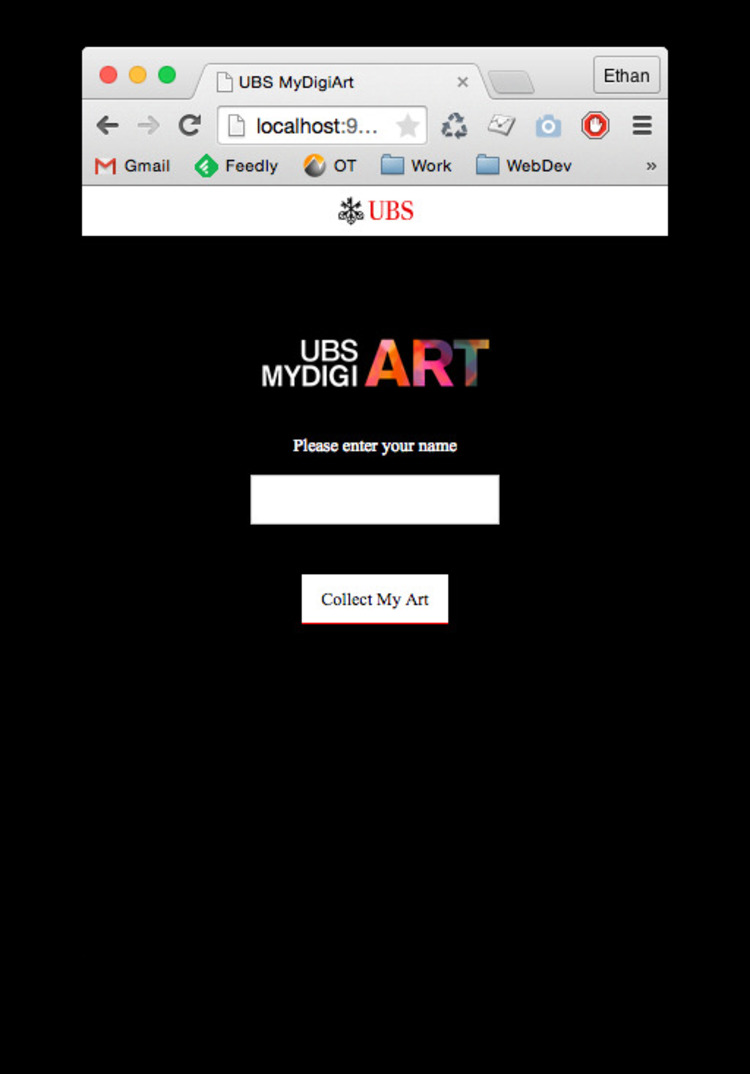 UBS MyDigiArt
Ethan
localhost:9...
Gmail Feedly OT Work WebDev »
UBS
UBS
MYDIGI ART
Please enter your name
Collect My Art